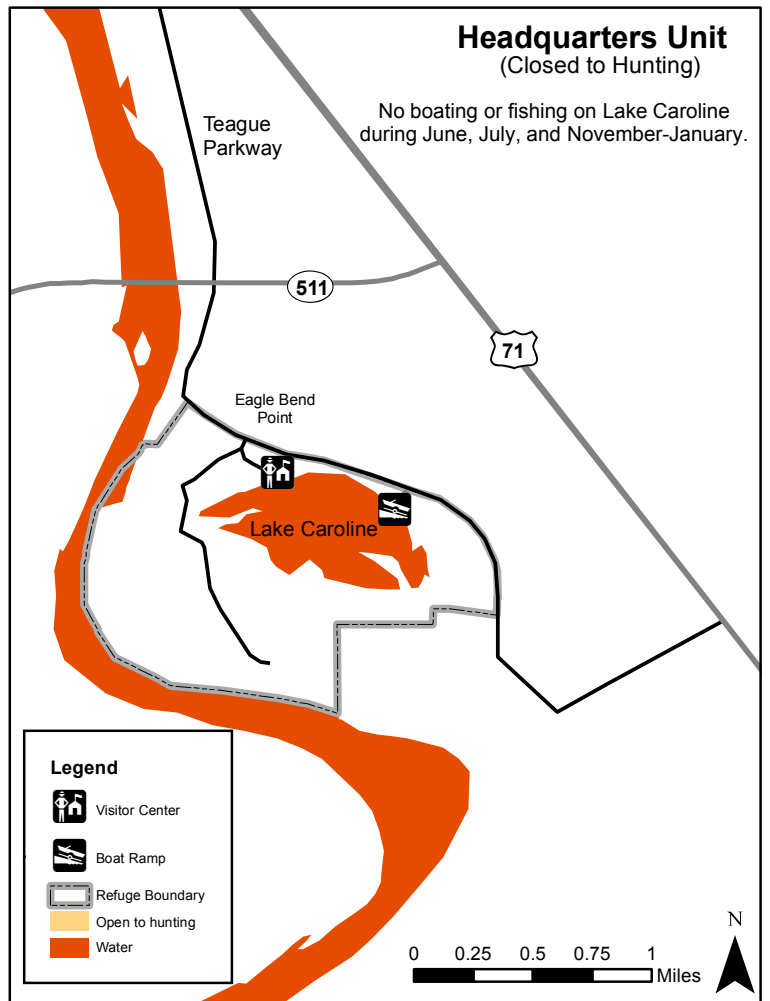 Headquarters Unit
(Closed to Hunting)
No boating or fishing on Lake Caroline
during June, July, and November-January.
Teague
Parkway
511
71
Eagle Bend
Point
Lake Caroline
Legend
Visitor Center
Boat Ramp
Refuge Boundary
Open to hunting
Water
N
0 0.25 0.5 0.75 1
Miles